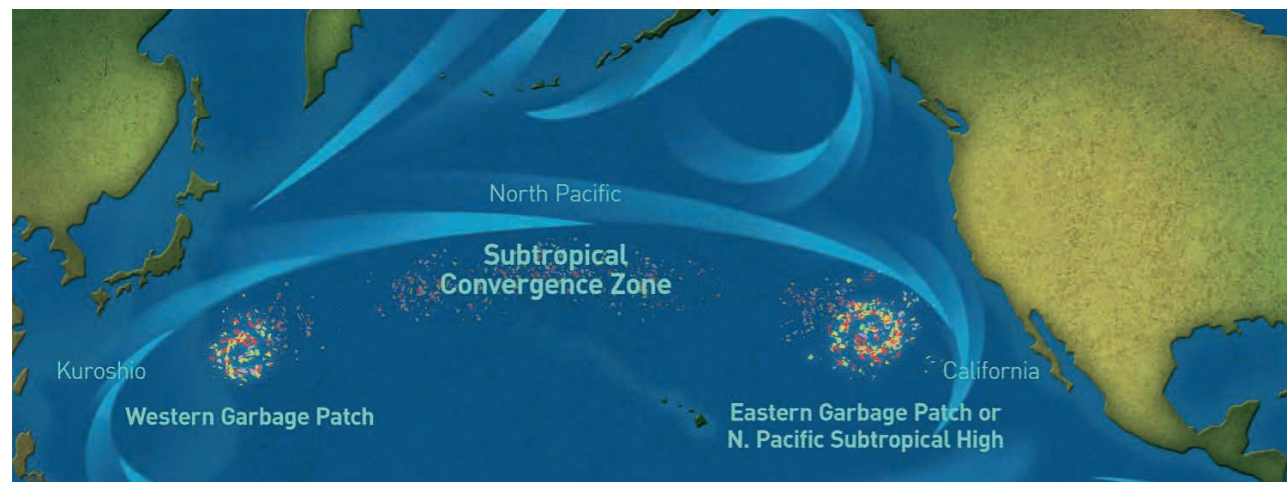 North Pacific
Subtropical
Convergence Zone
Kuroshio
California
Western Garbage Patch
Eastern Garbage Patch or
N. Pacific Subtropical High